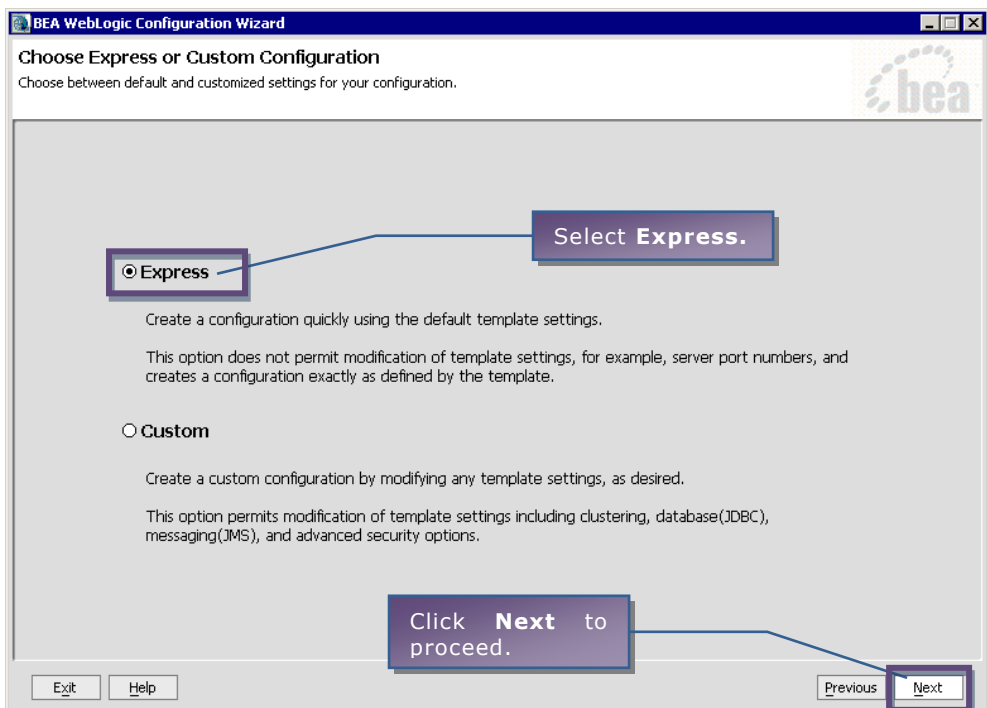 BEA WebLogic Configuration Wizard
Choose Express or Custom Configuration
Choose between default and customized settings for your configuration.
bea
Select Express.
Express
Create a configuration quickly using the default template settings.
This option does not permit modification of template settings, for example, server port numbers, and
creates a configuration exactly as defined by the template.
Custom
Create a custom configuration by modifying any template settings, as desired.
This option permits modification of template settings including clustering, database(JDBC),
messaging(JMS), and advanced security options.
Click Next to
proceed.
Exit
Help
Previous
Next